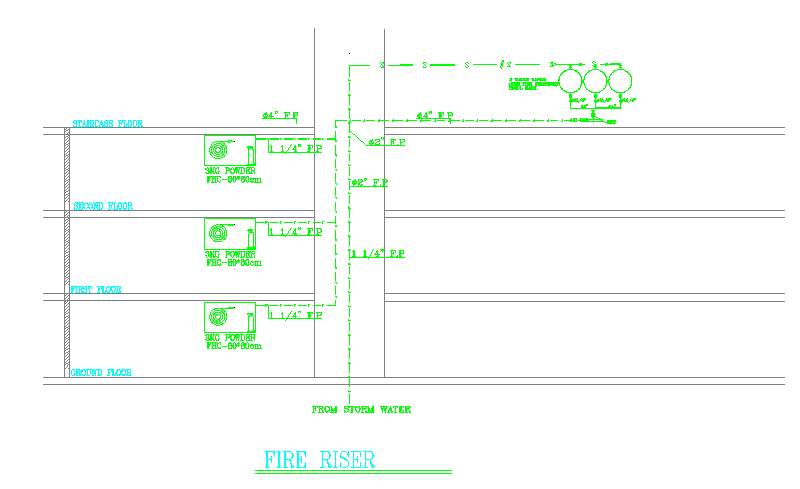 S S S S S S
Ø4" F.P
Ø4" F.P
STAIRCASE FLOOR
1 1/4" F.P
Ø2" F.P
3KG POWDER
FHC-80*80cm
Ø2" F.P
SECOND FLOOR
1 1/4" F.P
3KG POWDER
FHC-80*80cm
1 1/4" F.P
FIRST FLOOR
1 1/4" F.P
3KG POWDER
FHC-80*80cm
GROUND FLOOR
FROM STORM WATER
FIRE RISER